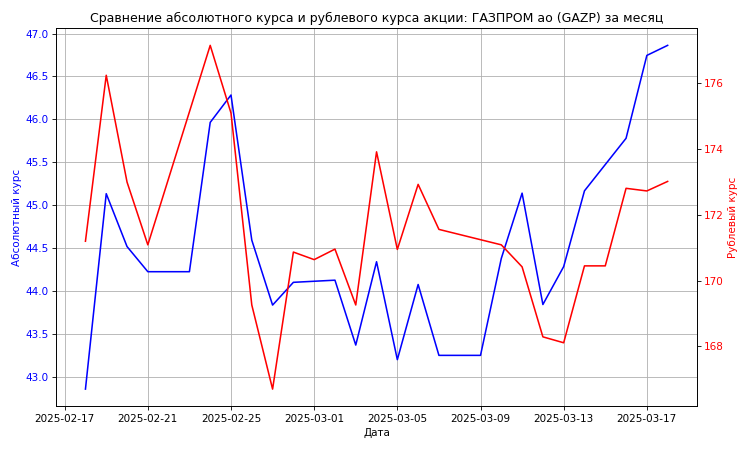 Сравнение абсолютного курса и рублевого курса акции: ГАЗПРОМ ао (GAZP) за месяц
47.0
46.5
46.0
45.5
45.0
44.5
44.0
43.5
43.0
Абсолютный курс
176
174
172
170
168
Рублевый курс
2025-02-17 2025-02-21 2025-02-25 2025-03-01 2025-03-05 2025-03-09 2025-03-13 2025-03-17
Дата